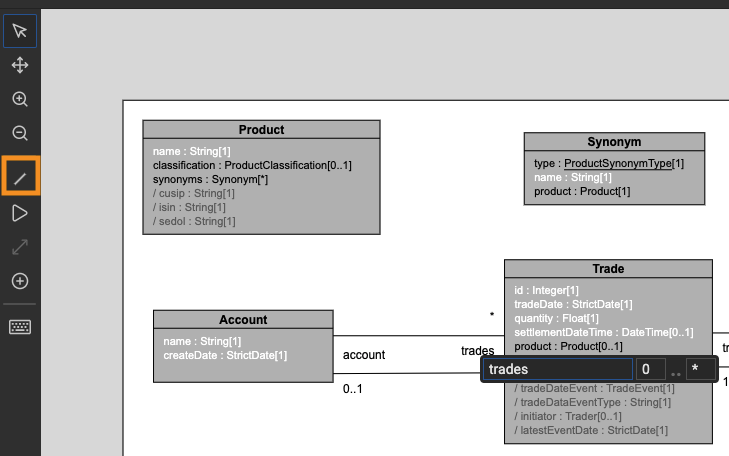 Product
name : String[1]
classification : ProductClassification[0..1]
synonyms : Synonym[*]
/ cusip : String[1]
/ isin : String[1]
/ sedol : String[1]
Synonym
type : ProductSynonymType[1]
name : String[1]
product : Product[1]
Trade
id : Integer[1]
tradeDate : StrictDate[1]
quantity : Float[1]
settlementDateTime : DateTime[0..1]
product : Product[0..1]
trades 0 .. *
/ tradeDateEvent : TradeEvent[1]
/ tradeDataEventType : String[1]
/ initiator : Trader[0..1]
/ latestEventDate : StrictDate[1]
Account
name : String[1]
createDate : StrictDate[1]
*
account
trades
0..1
tr
1